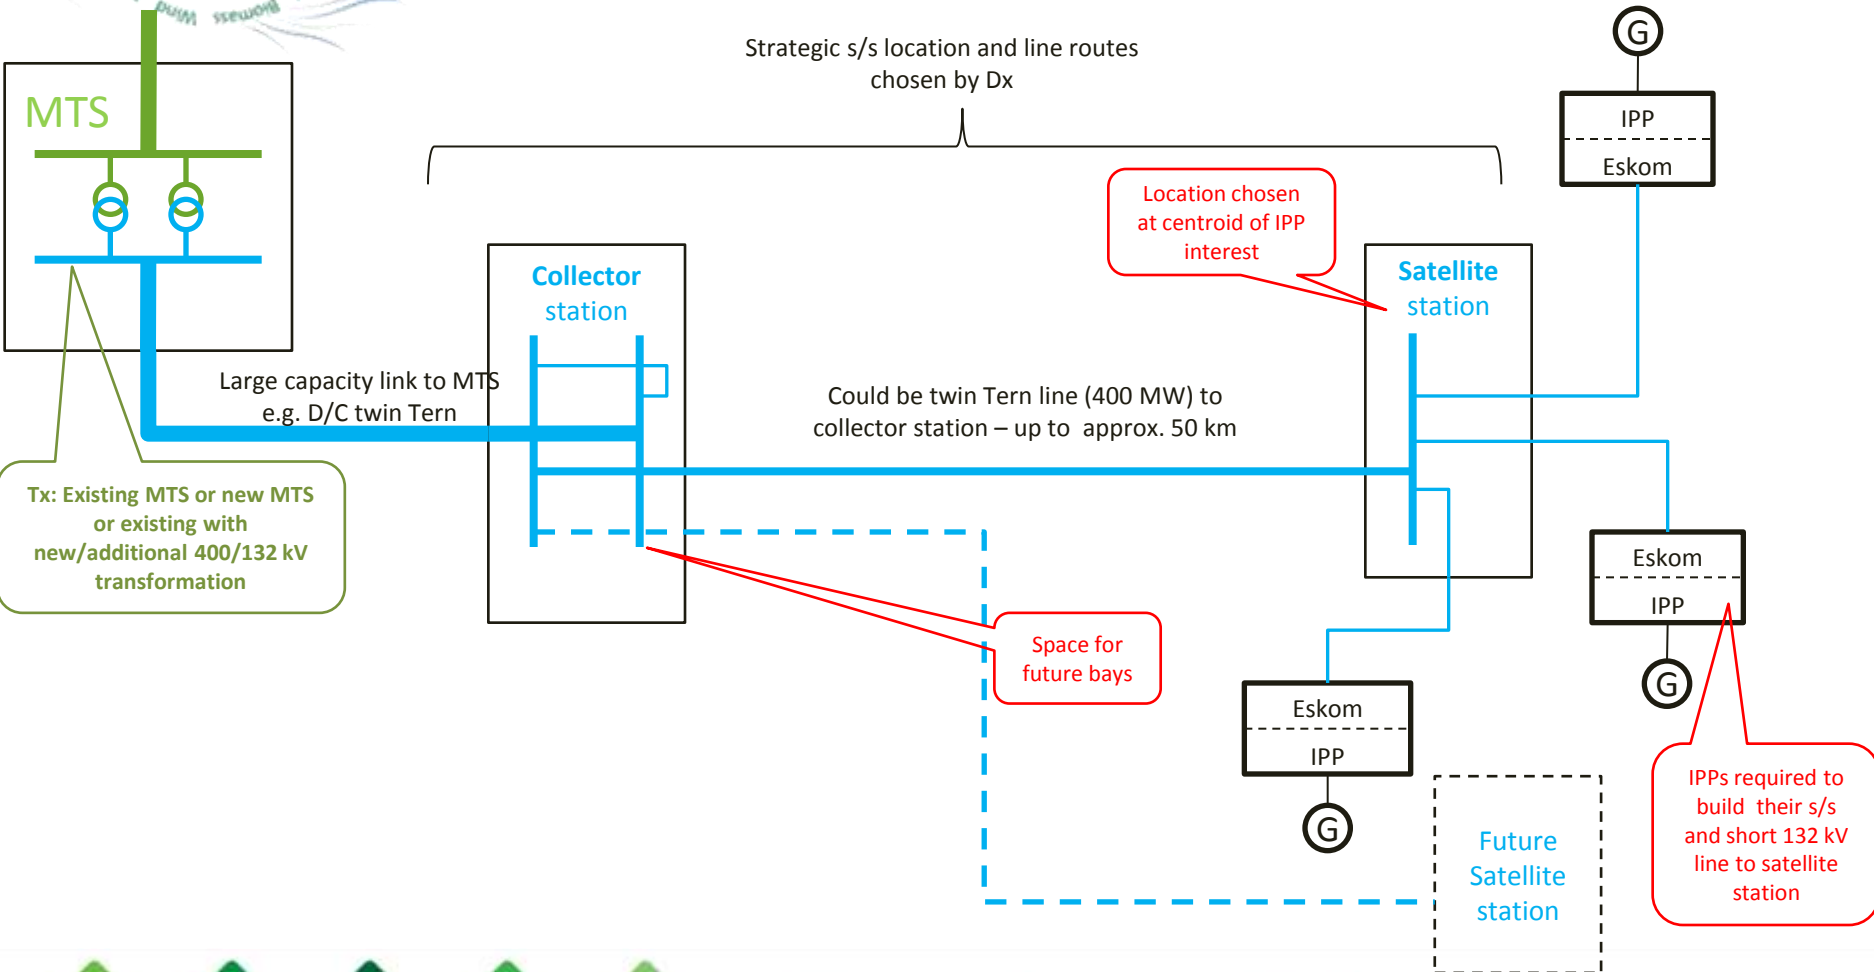 Biomass Wind
MTS
Strategic s/s location and line routes
chosen by Dx
G
IPP
Eskom
Location chosen
at centroid of IPP
interest
Collector
station
Satellite
station
Large capacity link to MTS
e.g. D/C twin Tern
Could be twin Tern line (400 MW) to
collector station – up to approx. 50 km
Tx: Existing MTS or new MTS
or existing with
new/additional 400/132 kV
transformation
Eskom
IPP
G
Space for
future bays
Eskom
IPP
G
IPPs required to
build their s/s
and short 132 kV
line to satellite
station
Future
Satellite
station